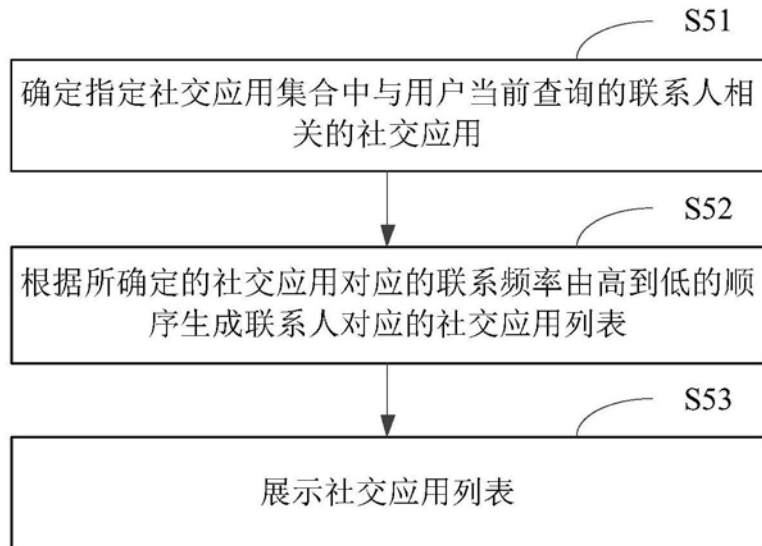 S51
确定指定社交应用集合中与用户当前查询的联系人相
关的社交应用
S52
根据所确定的社交应用对应的联系频率由高到低的顺
序生成联系人对应的社交应用列表
S53
展示社交应用列表